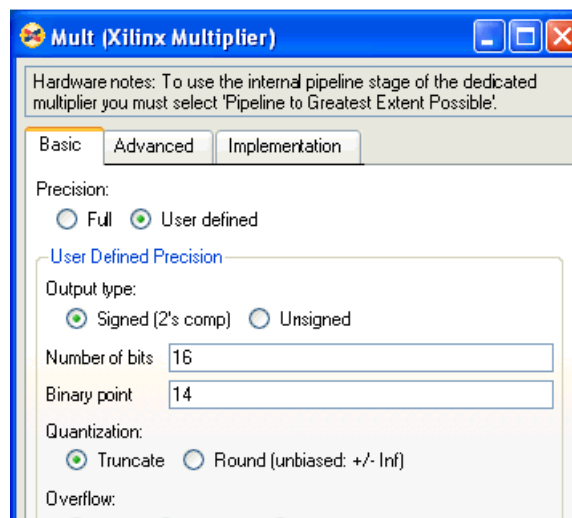 Mult (Xilinx Multiplier)
Hardware notes: To use the internal pipeline stage of the dedicated
multiplier you must select 'Pipeline to Greatest Extent Possible'.
Basic Advanced Implementation
Precision:
Full User defined
User Defined Precision
Output type:
Signed (2's comp) Unsigned
Number of bits 16
Binary point 14
Quantization:
Truncate Round (unbiased: +/- Inf)
Overflow: